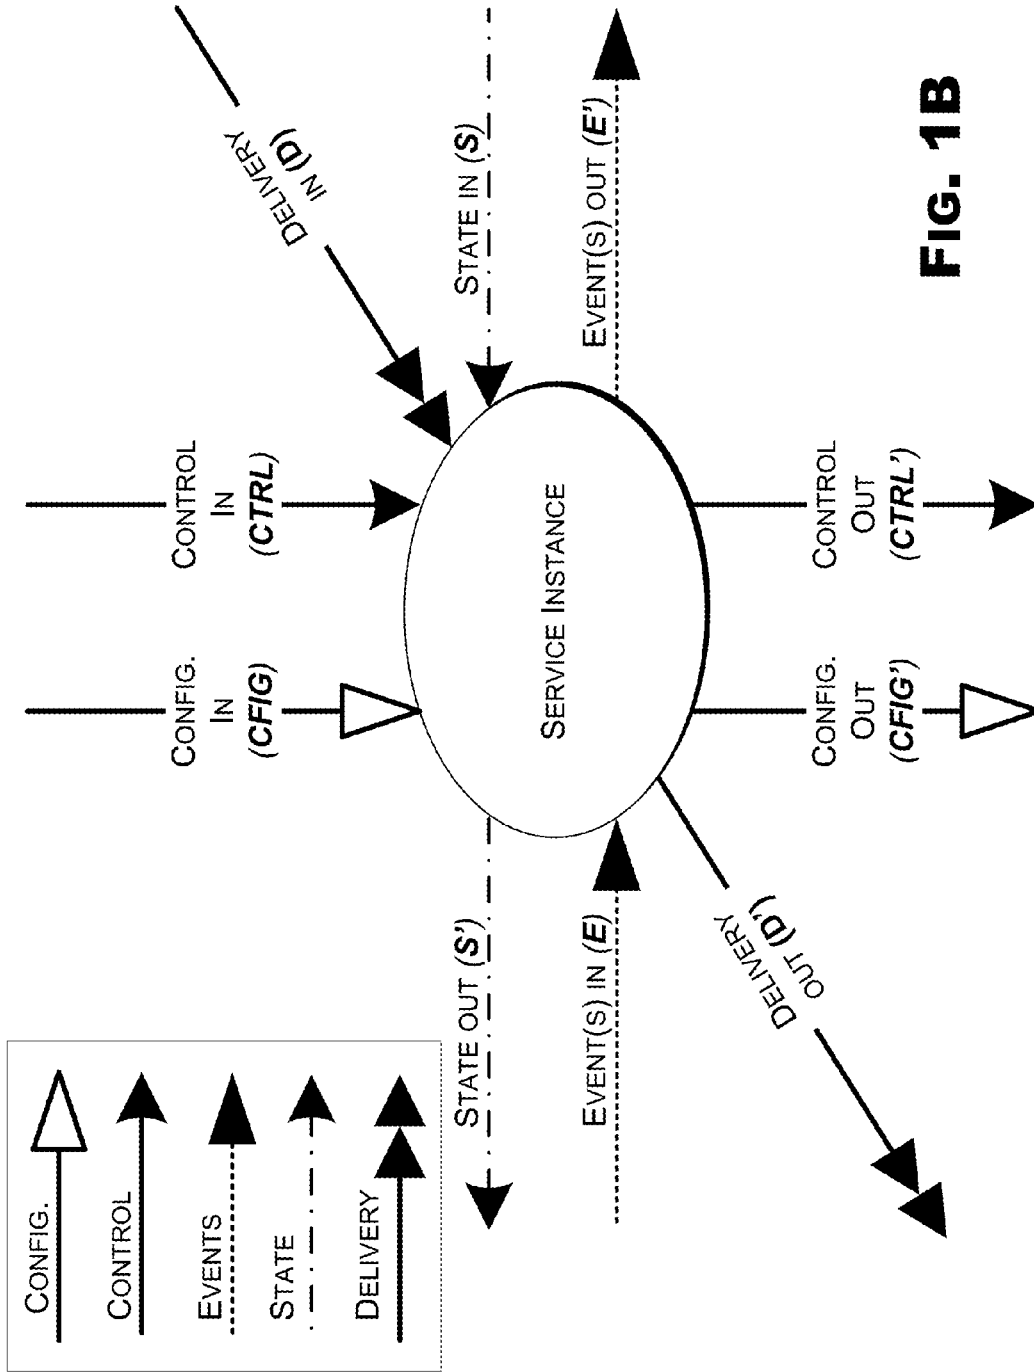 CONFIG.
CONTROL
EVENTS
STATE
DELIVERY
STATE OUT (S')
EVENT(S) IN (E)
DELIVERY
OUT (D')
CONFIG.
IN
(CFIG)
CONTROL
IN
(CTRL)
SERVICE INSTANCE
CONFIG.
OUT
(CFIG')
CONTROL
OUT
(CTRL')
DELIVERY
IN (D)
STATE IN (S)
EVENT(S) OUT (E')
FIG. 1B